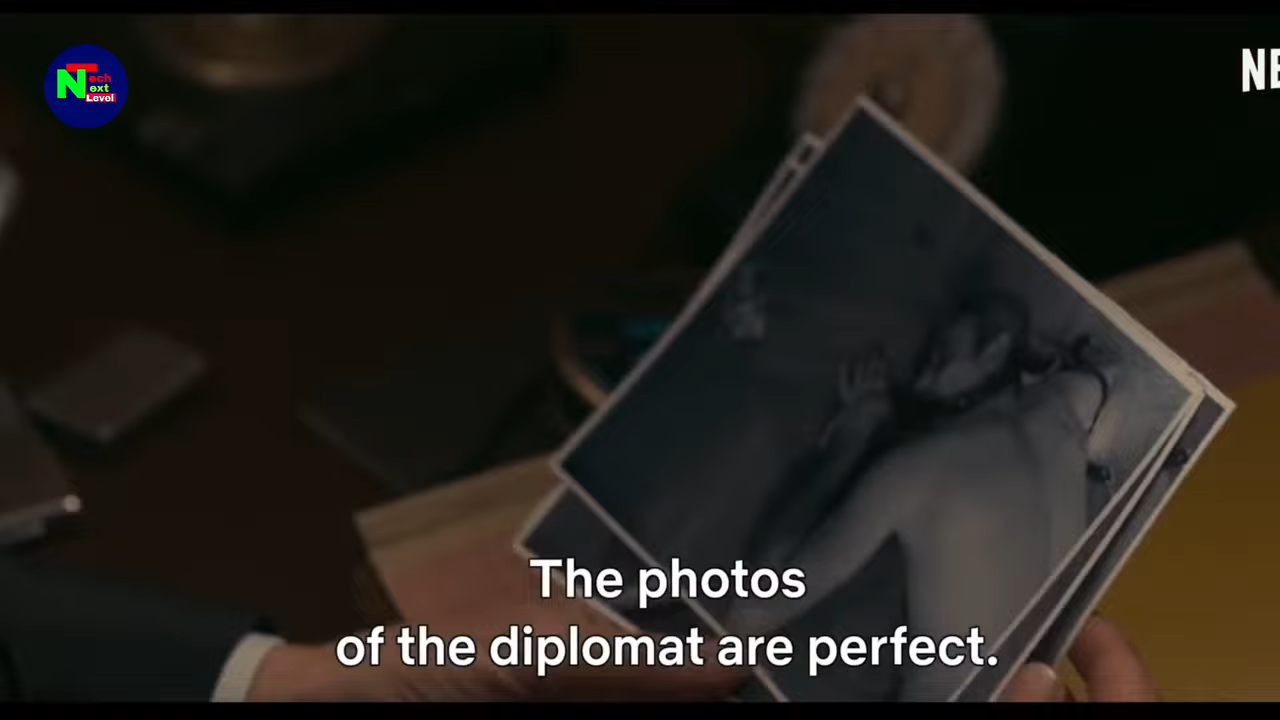 Tech
Next
Level
NE
The photos
of the diplomat are perfect.